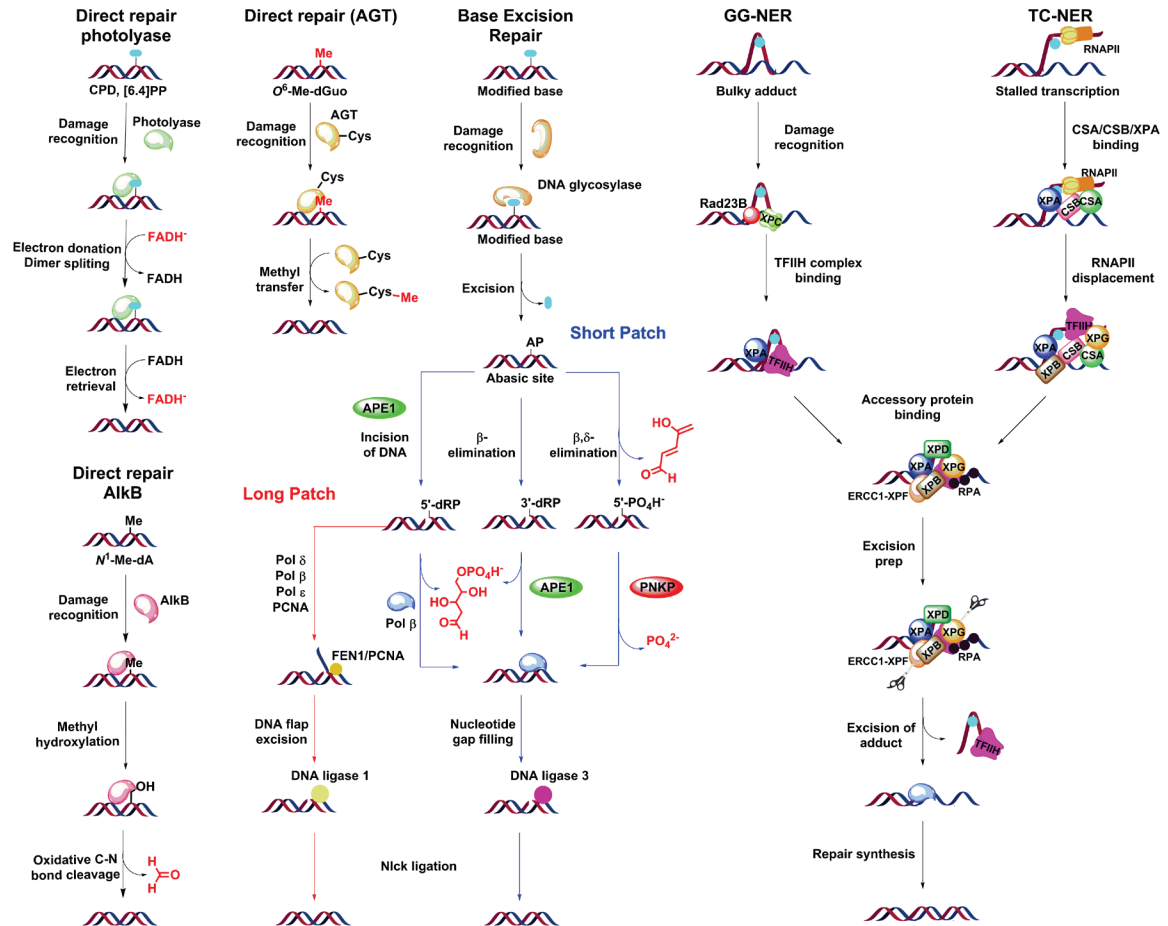 Direct repair
photolyase
CPD, [6.4]PP
Damage
recognition
Photolyase
Electron donation
Dimer spliting
FADH-
FADH
Electron
retrieval
FADH
FADH-
Direct repair
AlkB
Me
N1-Me-dA
Damage
recognition
AlkB
Me
Methyl
hydroxylation
OH
Oxidative C-N
bond cleavage
H
H
O
Direct repair (AGT)
Me
O6-Me-dGuo
Damage
recognition
AGT
Cys
Cys
Me
Methyl
transfer
Cys
Cys-Me
Base Excision
Repair
Modified base
Damage
recognition
DNA glycosylase
Modified base
Excision
Short Patch
AP
Abasic site
APE1
Incision
of DNA
β-
elimination
β,δ-
elimination
HO
O
H
Long Patch
5'-dRP
3'-dRP
5'-PO4H-
Pol δ
Pol β
Pol ε
PCNA
Pol β
OPO4H-
OH
HO
O
H
APE1
PNKP
PO42-
FEN1/PCNA
DNA flap
excision
Nucleotide
gap filling
DNA ligase 1
DNA ligase 3
NIck ligation
GG-NER
Bulky adduct
Damage
recognition
Rad23B
XPC
TFIIH complex
binding
XPA
TFIIH
TC-NER
RNAPII
Stalled transcription
CSA/CSB/XPA
binding
RNAPII
XPA
CSB
CSA
RNAPII
displacement
TFIIH
XPA
XPG
CSB
XPB
CSA
Accessory protein
binding
XPD
XPA
XPG
XPB
ERCC1-XPF
RPA
Excision
prep
XPD
XPA
XPG
XPB
ERCC1-XPF
RPA
Excision of
adduct
TFIIH
Repair synthesis